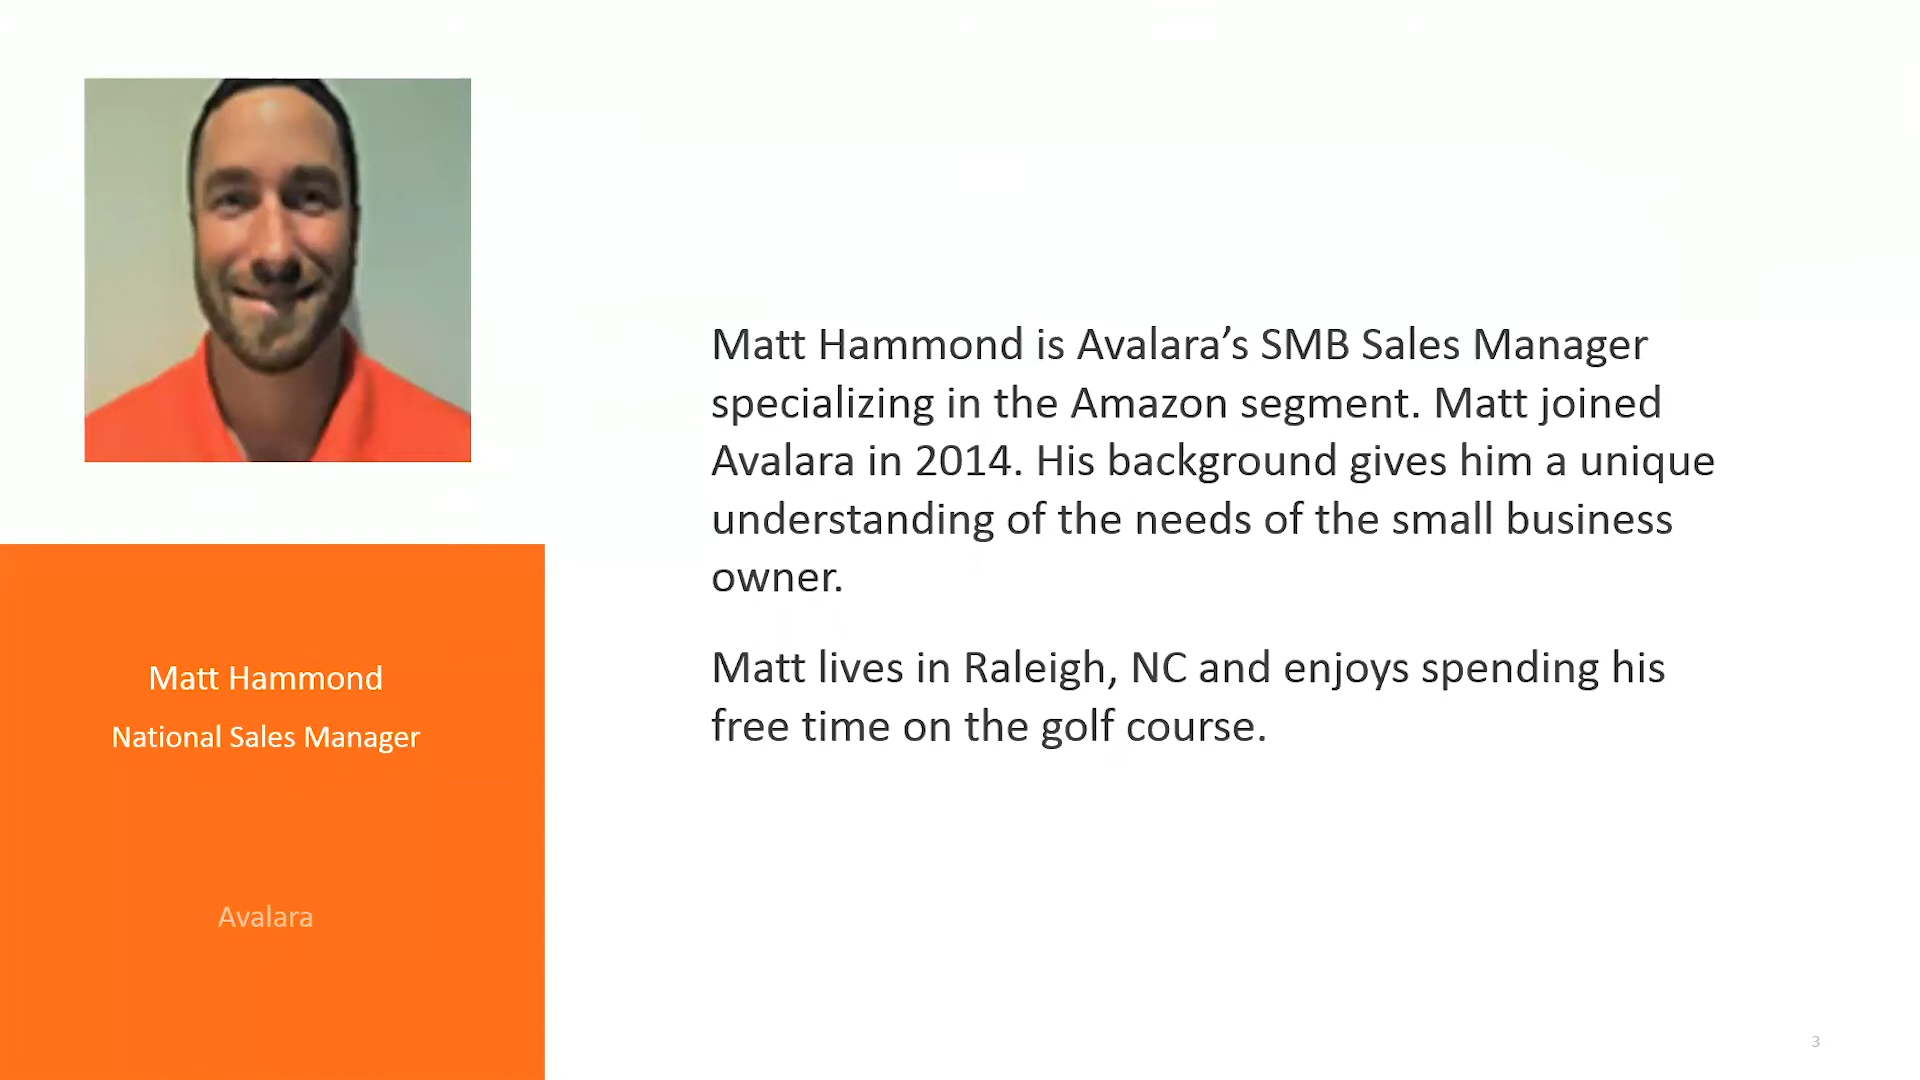 Matt Hammond is Avalara’s SMB Sales Manager
specializing in the Amazon segment. Matt joined
Avalara in 2014. His background gives him a unique
understanding of the needs of the small business
owner.
Matt lives in Raleigh, NC and enjoys spending his
free time on the golf course.
Matt Hammond
National Sales Manager
Avalara
3